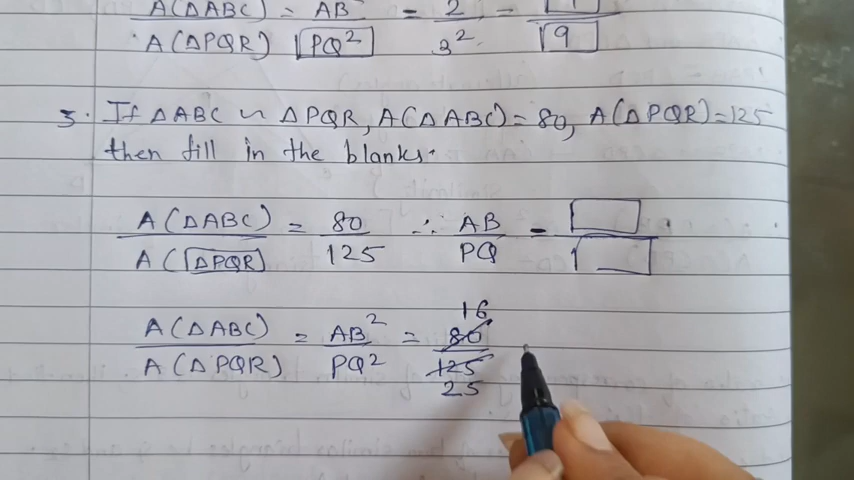 A(ΔABC) = AB = 2 =
A(ΔPQR) PQ² 3² 9
3. If ΔABC ~ ΔPQR, A(ΔABC)=80, A(ΔPQR)=125
then fill in the blanks.
A(ΔABC) = 80 ∴ AB =
A(ΔPQR) 125 PQ
16
A(ΔABC) = AB² = 80
A(ΔPQR) PQ² 125
25